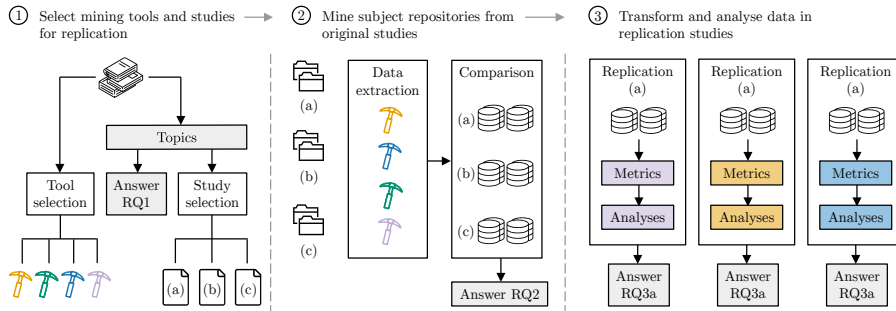 1 Select mining tools and studies
for replication
Topics
Tool
selection
Answer
RQ1
Study
selection
(a)
(b)
(c)
2 Mine subject repositories from
original studies
(a)
(b)
(c)
Data
extraction
Comparison
(a)
(b)
(c)
Answer RQ2
3 Transform and analyse data in
replication studies
Replication
(a)
Metrics
Analyses
Answer
RQ3a
Replication
(a)
Metrics
Analyses
Answer
RQ3a
Replication
(a)
Metrics
Analyses
Answer
RQ3a